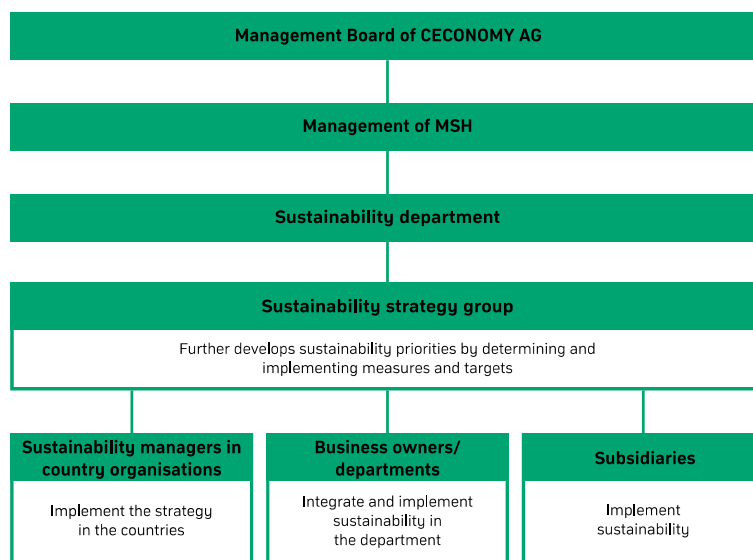 Management Board of CECONOMY AG
Management of MSH
Sustainability department
Sustainability strategy group
Further develops sustainability priorities by determining and
implementing measures and targets
Sustainability managers in
country organisations
Implement the strategy
in the countries
Business owners/
departments
Integrate and implement
sustainability in
the department
Subsidiaries
Implement
sustainability